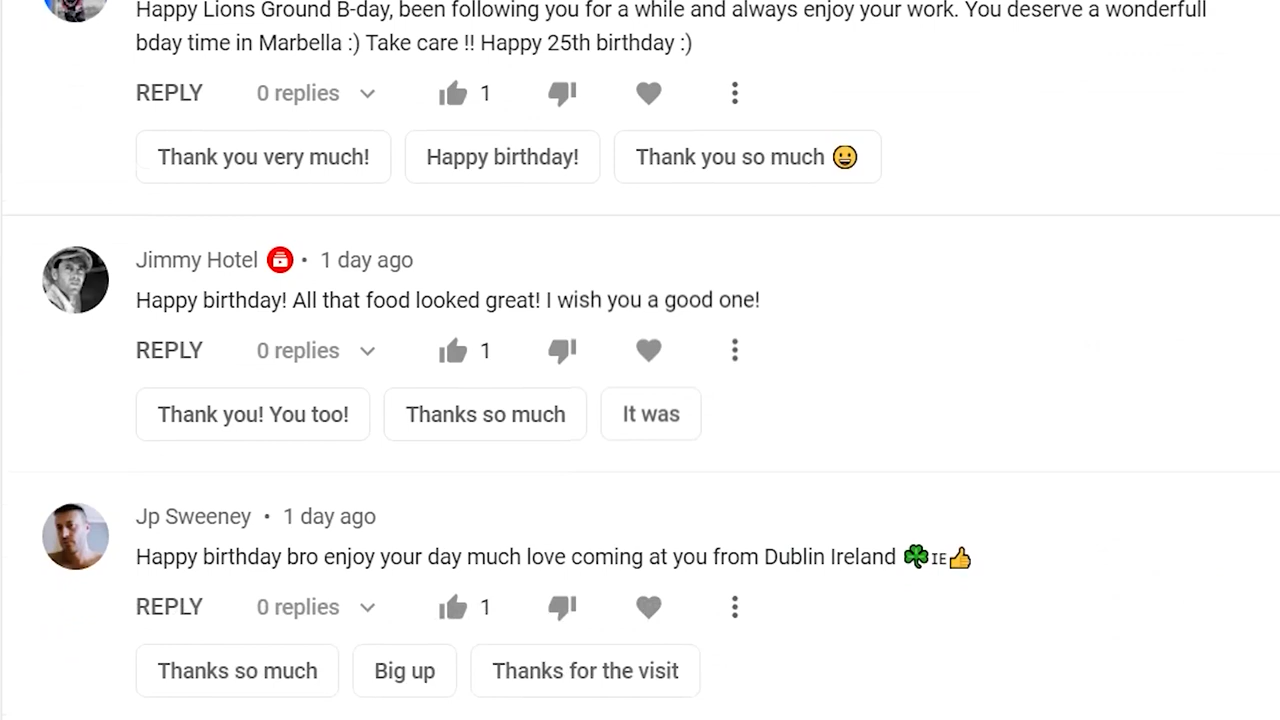 Happy Lions Ground B-day, been following you for a while and always enjoy your work. You deserve a wonderfull
bday time in Marbella :) Take care !! Happy 25th birthday :)
REPLY 0 replies 1
Thank you very much! Happy birthday! Thank you so much 😀
Jimmy Hotel • 1 day ago
Happy birthday! All that food looked great! I wish you a good one!
REPLY 0 replies 1
Thank you! You too! Thanks so much It was
Jp Sweeney • 1 day ago
Happy birthday bro enjoy your day much love coming at you from Dublin Ireland ☘️IE👍
REPLY 0 replies 1
Thanks so much Big up Thanks for the visit